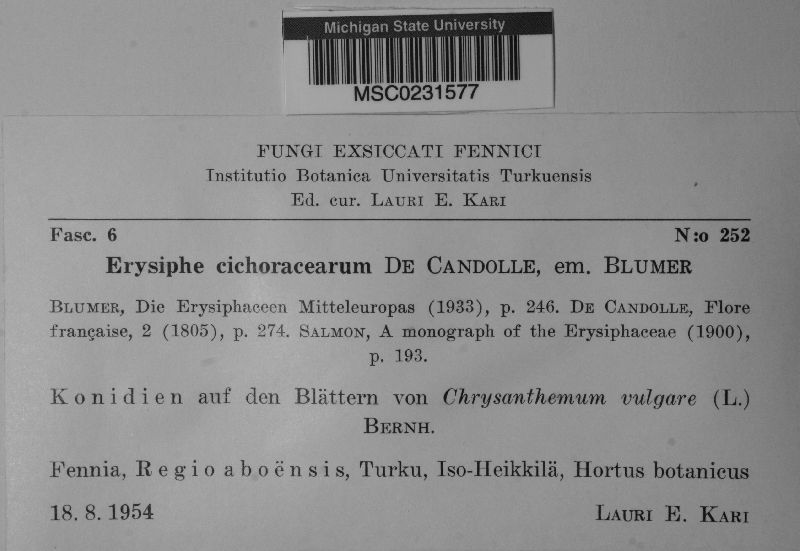 Michigan State University
MSC0231577
FUNGI EXSICCATI FENNICI
Institutio Botanica Universitatis Turkuensis
Ed. cur. LAURI E. KARI
Fasc. 6 N:o 252
Erysiphe cichoracearum DE CANDOLLE, em. BLUMER
BLUMER, Die Erysiphaceen Mitteleuropas (1933), p. 246. DE CANDOLLE, Flore
française, 2 (1805), p. 274. SALMON, A monograph of the Erysiphaceae (1900),
p. 193.
Konidien auf den Blättern von Chrysanthemum vulgare (L.)
BERNH.
Fennia, Regio aboënsis, Turku, Iso-Heikkilä, Hortus botanicus
18. 8. 1954 LAURI E. KARI